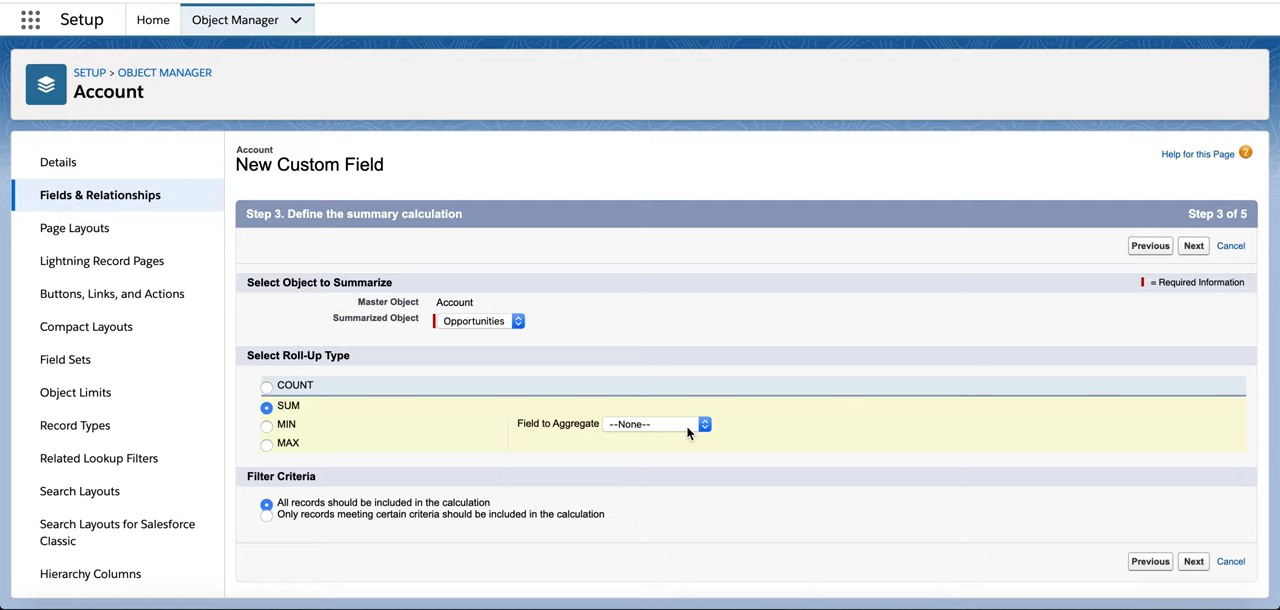 Setup
Home
Object Manager
SETUP > OBJECT MANAGER
Account
Details
Fields & Relationships
Page Layouts
Lightning Record Pages
Buttons, Links, and Actions
Compact Layouts
Field Sets
Object Limits
Record Types
Related Lookup Filters
Search Layouts
Search Layouts for Salesforce
Classic
Hierarchy Columns
Account
New Custom Field
Help for this Page ?
Step 3. Define the summary calculation Step 3 of 5
Previous Next Cancel
Select Object to Summarize = Required Information
Master Object Account
Summarized Object Opportunities
Select Roll-Up Type
COUNT
SUM
MIN
MAX
Field to Aggregate --None--
Filter Criteria
All records should be included in the calculation
Only records meeting certain criteria should be included in the calculation
Previous Next Cancel